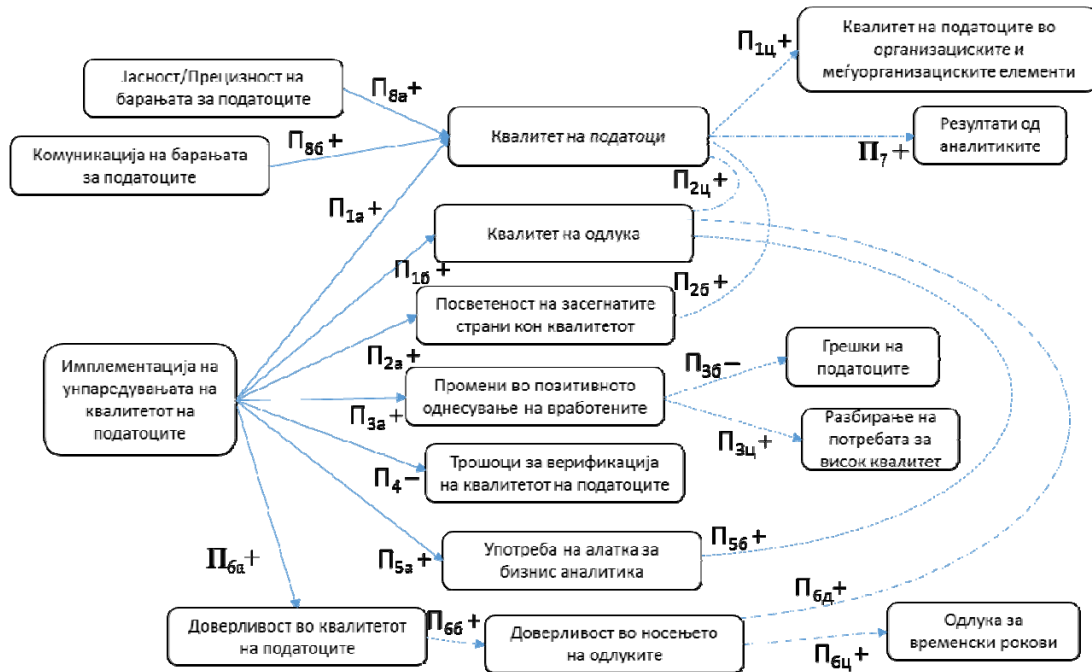 Квалитет на податоците во
организациските и
меѓуорганизациските елементи
П1ц+
Јасност/Прецизност на
барањата за податоците
П8а+
Квалитет на податоци
Резултати од
аналитиките
П7+
П8б+
Комуникација на барањата
за податоците
П2ц+
П1а+
Квалитет на одлука
П1б+
П2б+
Посветеност на засегнатите
страни кон квалитетот
П2а+
Имплементација на
унпаредувањата на
квалитетот на
податоците
Промени во позитивното
однесување на вработените
П3а+
П3б−
Грешки на
податоците
П3ц+
Разбирање на
потребата за
висок квалитет
Трошоци за верификација
на квалитетот на податоците
П4−
Употреба на алатка за
бизнис аналитика
П5а+
П5б+
П6а+
Доверливост во квалитетот
на податоците
П6б+
Доверливост во носењето
на одлуките
П6д+
П6ц+
Одлука за
временски рокови